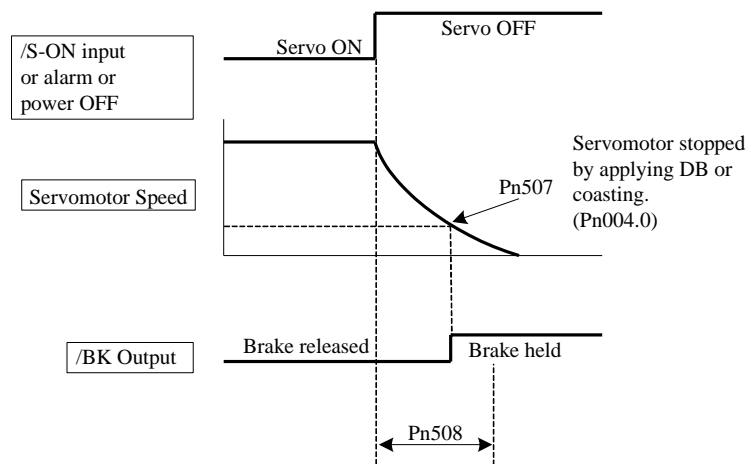 /S-ON input
or alarm or
power OFF
Servo ON
Servo OFF
Servomotor Speed
Pn507
Servomotor stopped
by applying DB or
coasting.
(Pn004.0)
/BK Output
Brake released
Brake held
Pn508